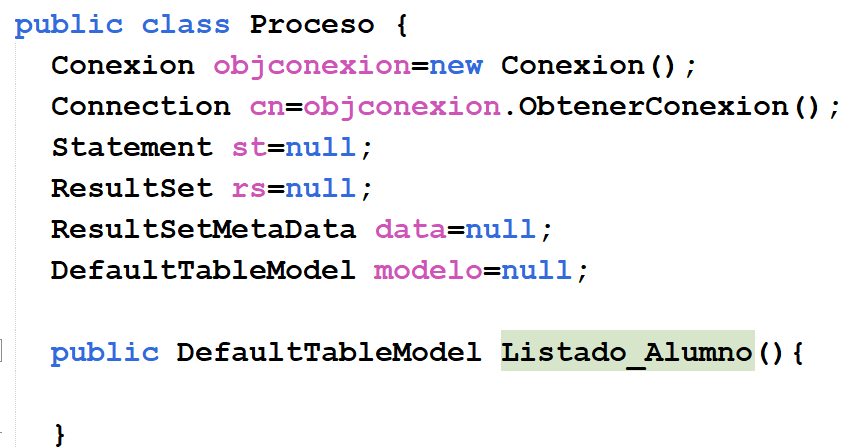 public class Proceso {
Conexion objconexion=new Conexion();
Connection cn=objconexion.ObtenerConexion();
Statement st=null;
ResultSet rs=null;
ResultSetMetaData data=null;
DefaultTableModel modelo=null;
public DefaultTableModel Listado_Alumno(){
}